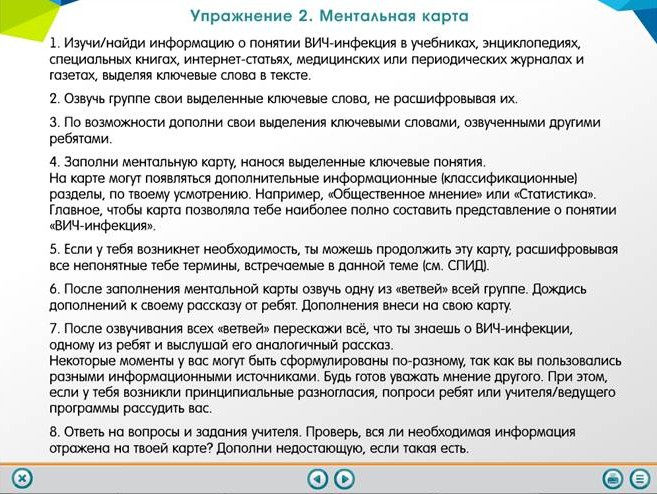 Упражнение 2. Ментальная карта
1. Изучи/найди информацию о понятии ВИЧ-инфекция в учебниках, энциклопедиях,
специальных книгах, интернет-статьях, медицинских или периодических журналах и
газетах, выделяя ключевые слова в тексте.
2. Озвучь группе свои выделенные ключевые слова, не расшифровывая их.
3. По возможности дополни свои выделения ключевыми словами, озвученными другими
ребятами.
4. Заполни ментальную карту, нанося выделенные ключевые понятия.
На карте могут появляться дополнительные информационные (классификационные)
разделы, по твоему усмотрению. Например, «Общественное мнение» или «Статистика».
Главное, чтобы карта позволяла тебе наиболее полно составить представление о понятии
«ВИЧ-инфекция».
5. Если у тебя возникнет необходимость, ты можешь продолжить эту карту, расшифровывая
все непонятные тебе термины, встречаемые в данной теме (см. СПИД).
6. После заполнения ментальной карты озвучь одну из «ветвей» всей группе. Дождись
дополнений к своему рассказу от ребят. Дополнения внеси на свою карту.
7. После озвучивания всех «ветвей» перескажи всё, что ты знаешь о ВИЧ-инфекции,
одному из ребят и выслушай его аналогичный рассказ.
Некоторые моменты у вас могут быть сформулированы по-разному, так как вы пользовались
разными информационными источниками. Будь готов уважать мнение другого. При этом,
если у тебя возникли принципиальные разногласия, попроси ребят или учителя/ведущего
программы рассудить вас.
8. Ответь на вопросы и задания учителя. Проверь, вся ли необходимая информация
отражена на твоей карте? Дополни недостающую, если такая есть.